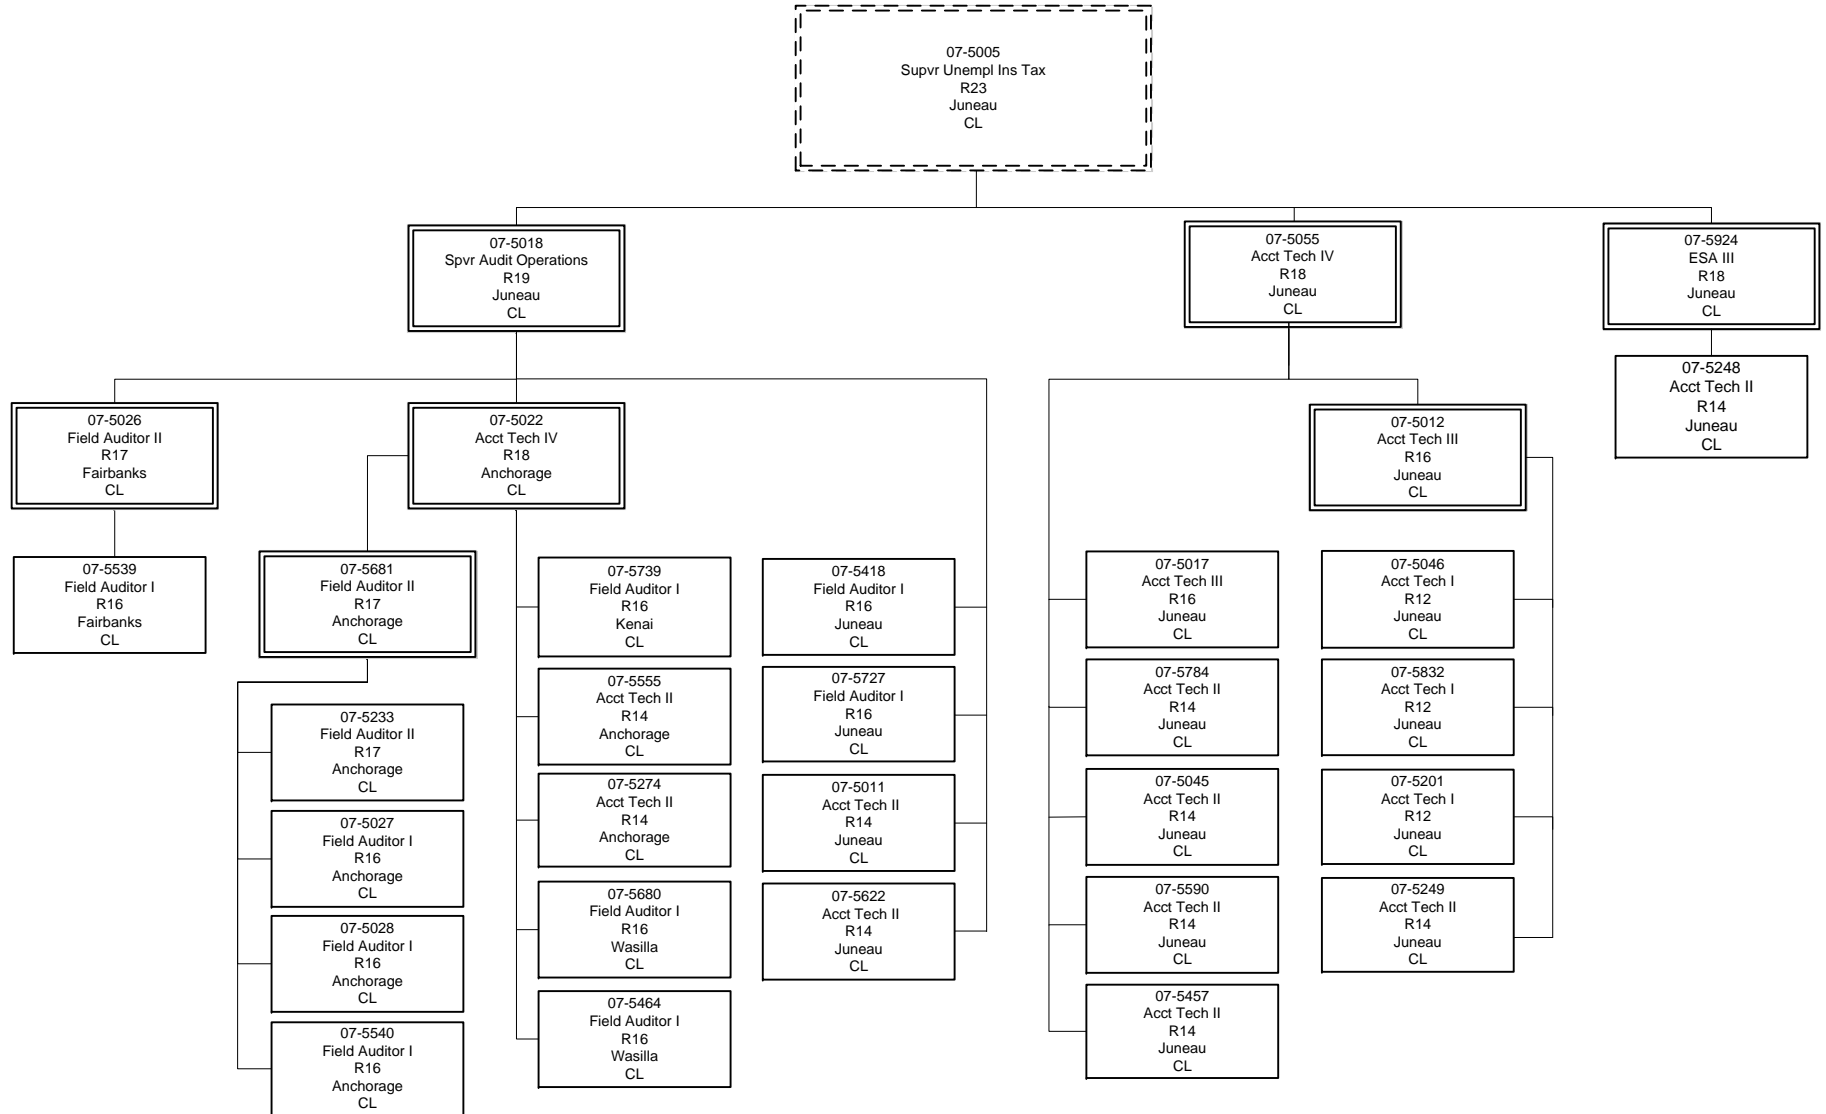 07-5005
Supvr Unempl Ins Tax
R23
Juneau
CL
07-5018
Spvr Audit Operations
R19
Juneau
CL
07-5055
Acct Tech IV
R18
Juneau
CL
07-5924
ESA III
R18
Juneau
CL
07-5248
Acct Tech II
R14
Juneau
CL
07-5026
Field Auditor II
R17
Fairbanks
CL
07-5022
Acct Tech IV
R18
Anchorage
CL
07-5012
Acct Tech III
R16
Juneau
CL
07-5539
Field Auditor I
R16
Fairbanks
CL
07-5681
Field Auditor II
R17
Anchorage
CL
07-5233
Field Auditor II
R17
Anchorage
CL
07-5027
Field Auditor I
R16
Anchorage
CL
07-5028
Field Auditor I
R16
Anchorage
CL
07-5540
Field Auditor I
R16
Anchorage
CL
07-5739
Field Auditor I
R16
Kenai
CL
07-5555
Acct Tech II
R14
Anchorage
CL
07-5274
Acct Tech II
R14
Anchorage
CL
07-5680
Field Auditor I
R16
Wasilla
CL
07-5464
Field Auditor I
R16
Wasilla
CL
07-5418
Field Auditor I
R16
Juneau
CL
07-5727
Field Auditor I
R16
Juneau
CL
07-5011
Acct Tech II
R14
Juneau
CL
07-5622
Acct Tech II
R14
Juneau
CL
07-5017
Acct Tech III
R16
Juneau
CL
07-5784
Acct Tech II
R14
Juneau
CL
07-5045
Acct Tech II
R14
Juneau
CL
07-5590
Acct Tech II
R14
Juneau
CL
07-5457
Acct Tech II
R14
Juneau
CL
07-5046
Acct Tech I
R12
Juneau
CL
07-5832
Acct Tech I
R12
Juneau
CL
07-5201
Acct Tech I
R12
Juneau
CL
07-5249
Acct Tech II
R14
Juneau
CL